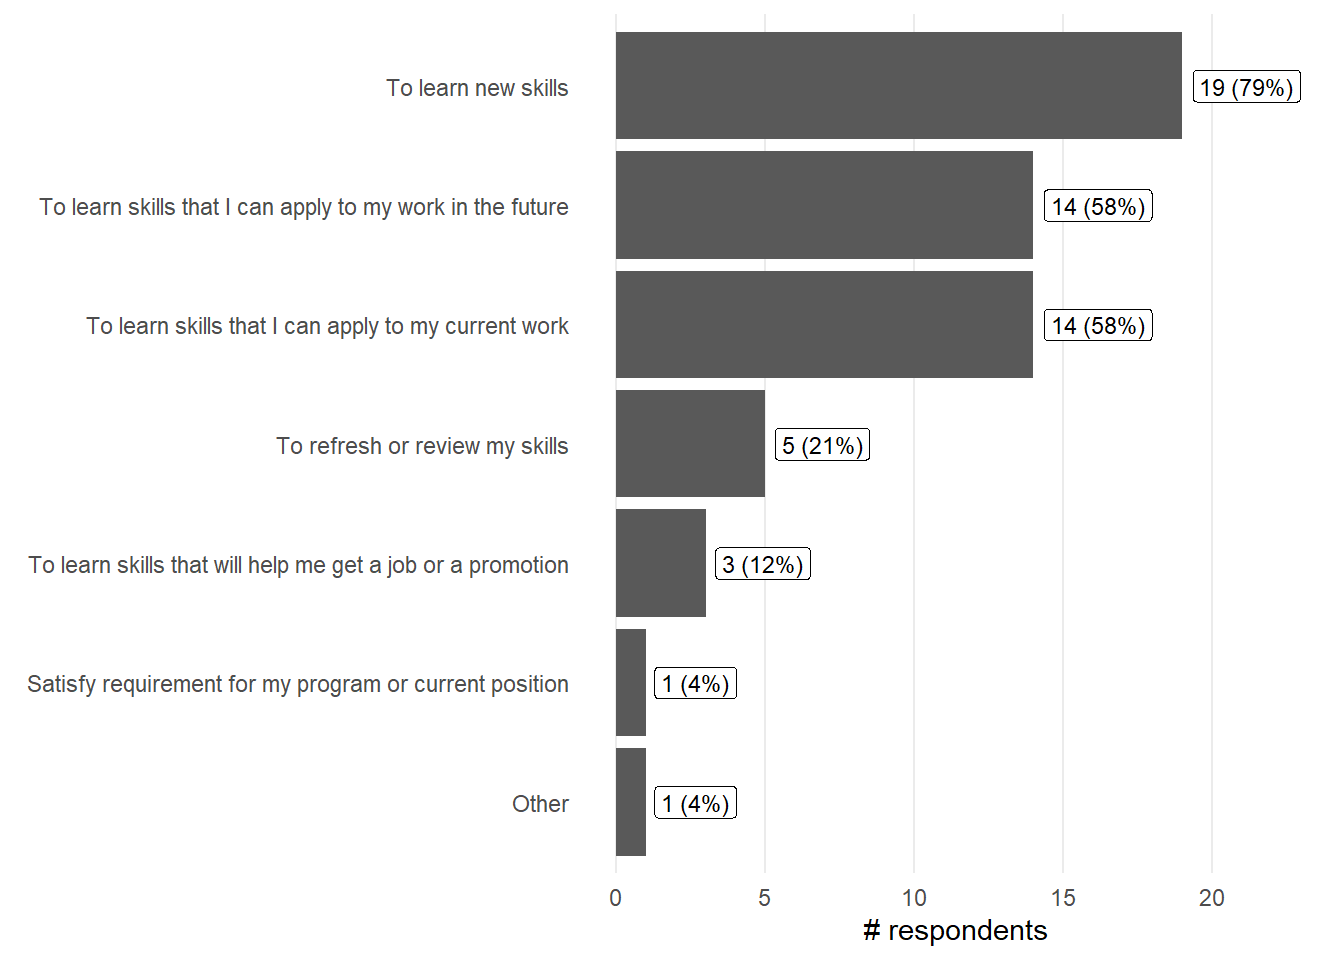 To learn new skills
19 (79%)
To learn skills that I can apply to my work in the future
14 (58%)
To learn skills that I can apply to my current work
14 (58%)
To refresh or review my skills
5 (21%)
To learn skills that will help me get a job or a promotion
3 (12%)
Satisfy requirement for my program or current position
1 (4%)
Other
1 (4%)
0 5 10 15 20
# respondents